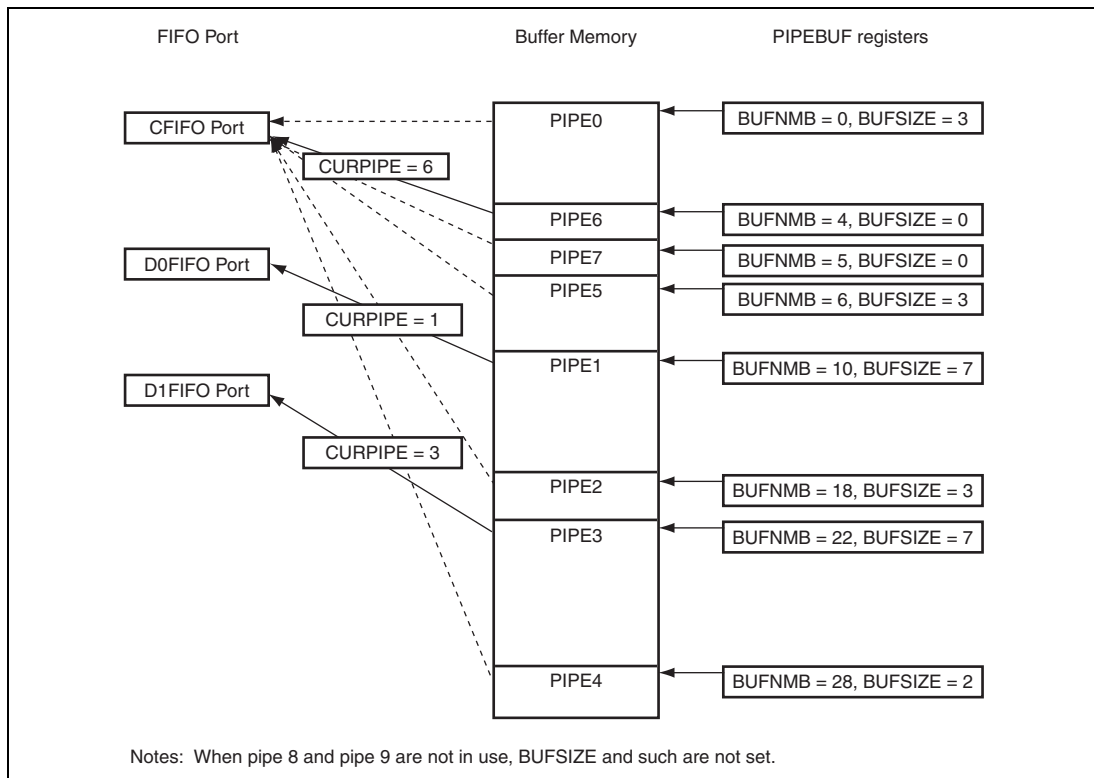 FIFO Port
Buffer Memory
PIPEBUF registers
CFIFO Port
PIPE0
BUFNMB = 0, BUFSIZE = 3
CURPIPE = 6
PIPE6
BUFNMB = 4, BUFSIZE = 0
D0FIFO Port
PIPE7
BUFNMB = 5, BUFSIZE = 0
PIPE5
BUFNMB = 6, BUFSIZE = 3
CURPIPE = 1
PIPE1
BUFNMB = 10, BUFSIZE = 7
D1FIFO Port
CURPIPE = 3
PIPE2
BUFNMB = 18, BUFSIZE = 3
PIPE3
BUFNMB = 22, BUFSIZE = 7
PIPE4
BUFNMB = 28, BUFSIZE = 2
Notes: When pipe 8 and pipe 9 are not in use, BUFSIZE and such are not set.